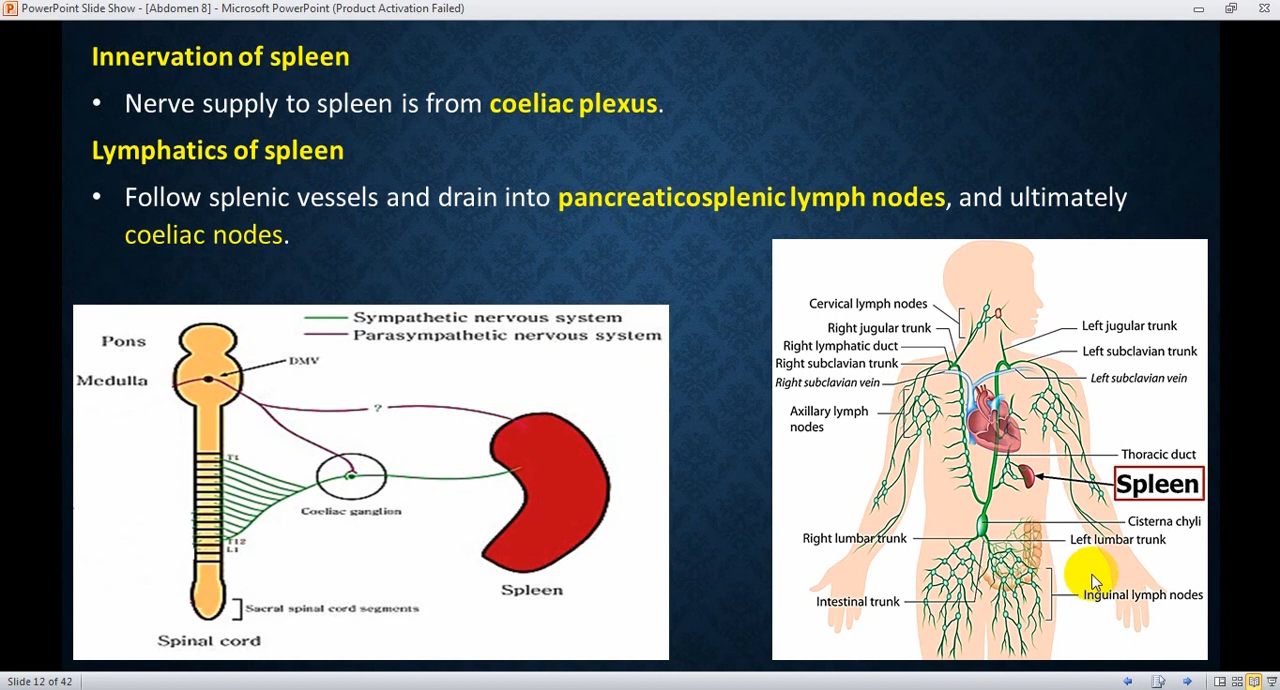 PowerPoint Slide Show - [Abdomen 8] - Microsoft PowerPoint (Product Activation Failed)
Innervation of spleen
• Nerve supply to spleen is from coeliac plexus.
Lymphatics of spleen
• Follow splenic vessels and drain into pancreaticosplenic lymph nodes, and ultimately
coeliac nodes.
Sympathetic nervous system
Parasympathetic nervous system
Pons
DMV
Medulla
?
T1
Coeliac ganglion
T12
L1
Spleen
Sacral spinal cord segments
Spinal cord
Cervical lymph nodes
Right jugular trunk
Right lymphatic duct
Right subclavian trunk
Right subclavian vein
Axillary lymph
nodes
Right lumbar trunk
Intestinal trunk
Left jugular trunk
Left subclavian trunk
Left subclavian vein
Thoracic duct
Spleen
Cisterna chyli
Left lumbar trunk
Inguinal lymph nodes
Slide 12 of 42